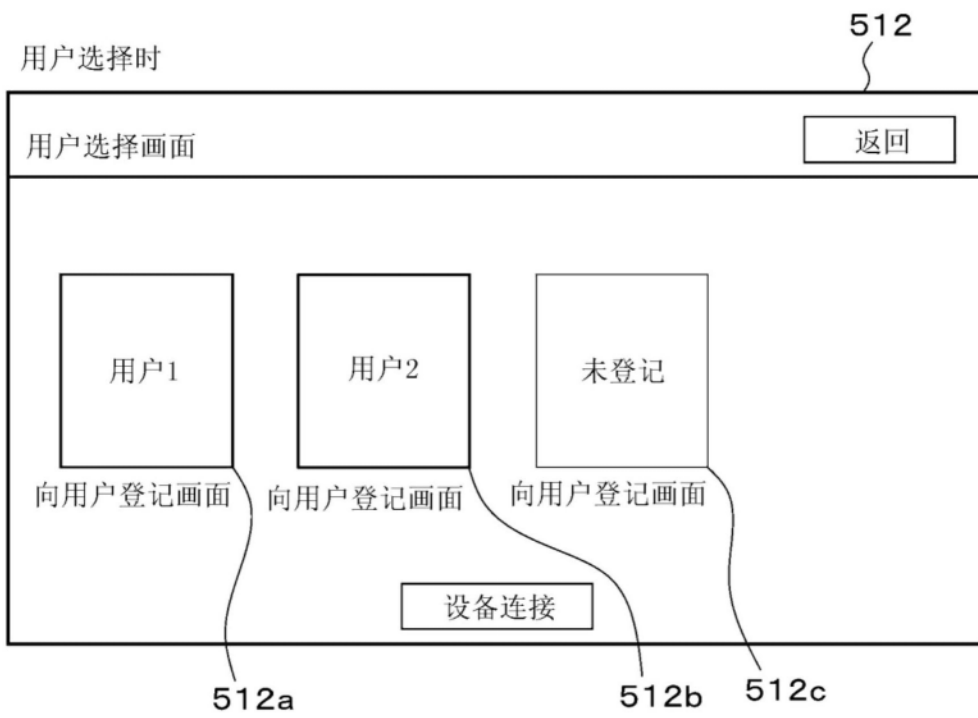 512
用户选择时
用户选择画面
返回
用户1
用户2
未登记
向用户登记画面
向用户登记画面
向用户登记画面
设备连接
512a
512b
512c